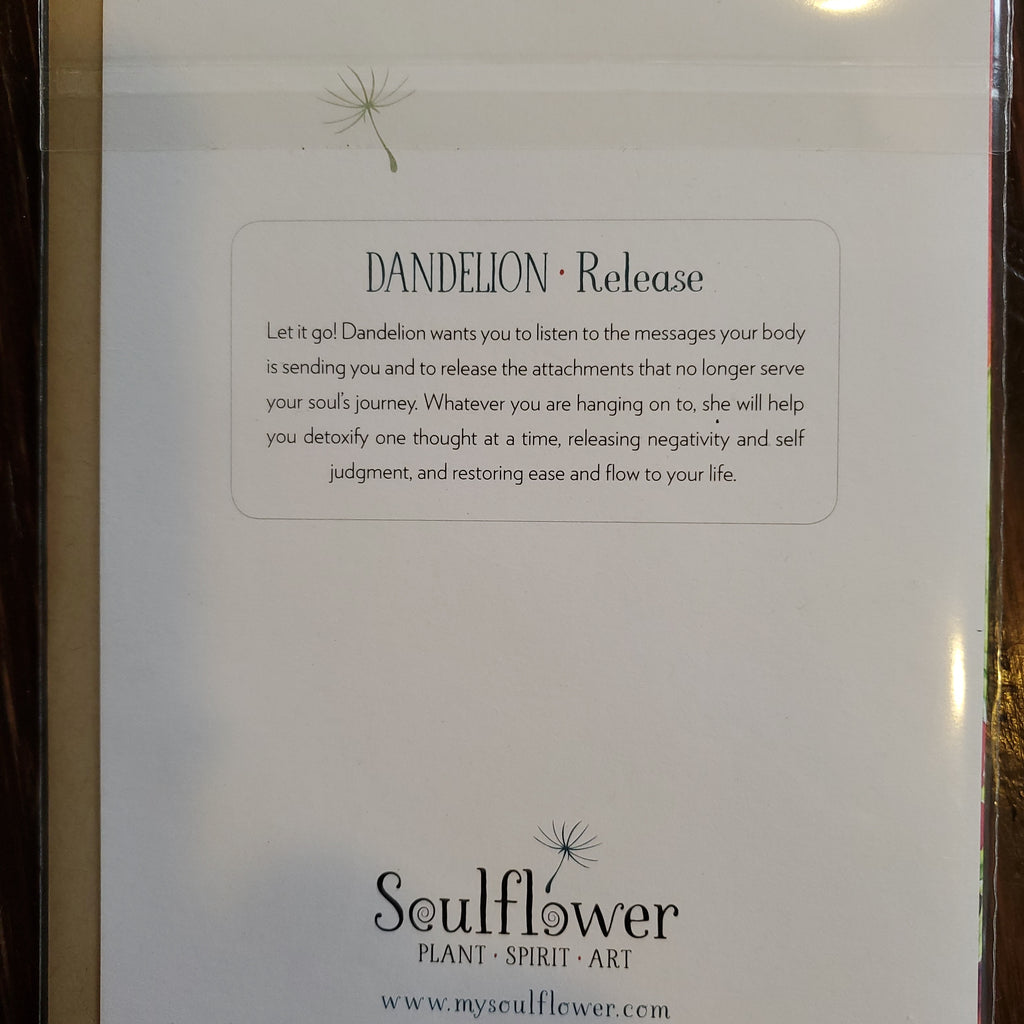 DANDELION · Release
Let it go! Dandelion wants you to listen to the messages your body
is sending you and to release the attachments that no longer serve
your soul's journey. Whatever you are hanging on to, she will help
you detoxify one thought at a time, releasing negativity and self
judgment, and restoring ease and flow to your life.
Soulflower
PLANT · SPIRIT · ART
www.mysoulflower.com